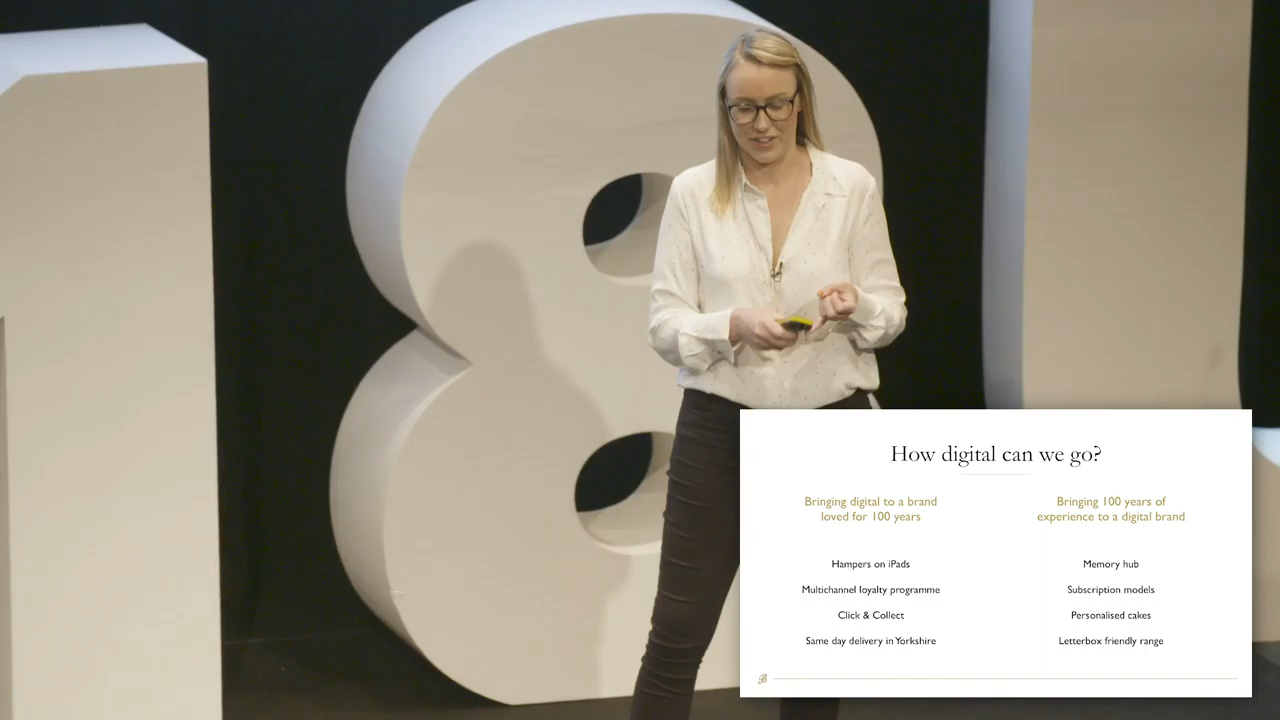 18
How digital can we go?
Bringing digital to a brand
loved for 100 years
Hampers on iPads
Multichannel loyalty programme
Click & Collect
Same day delivery in Yorkshire
Bringing 100 years of
experience to a digital brand
Memory hub
Subscription models
Personalised cakes
Letterbox friendly range
B